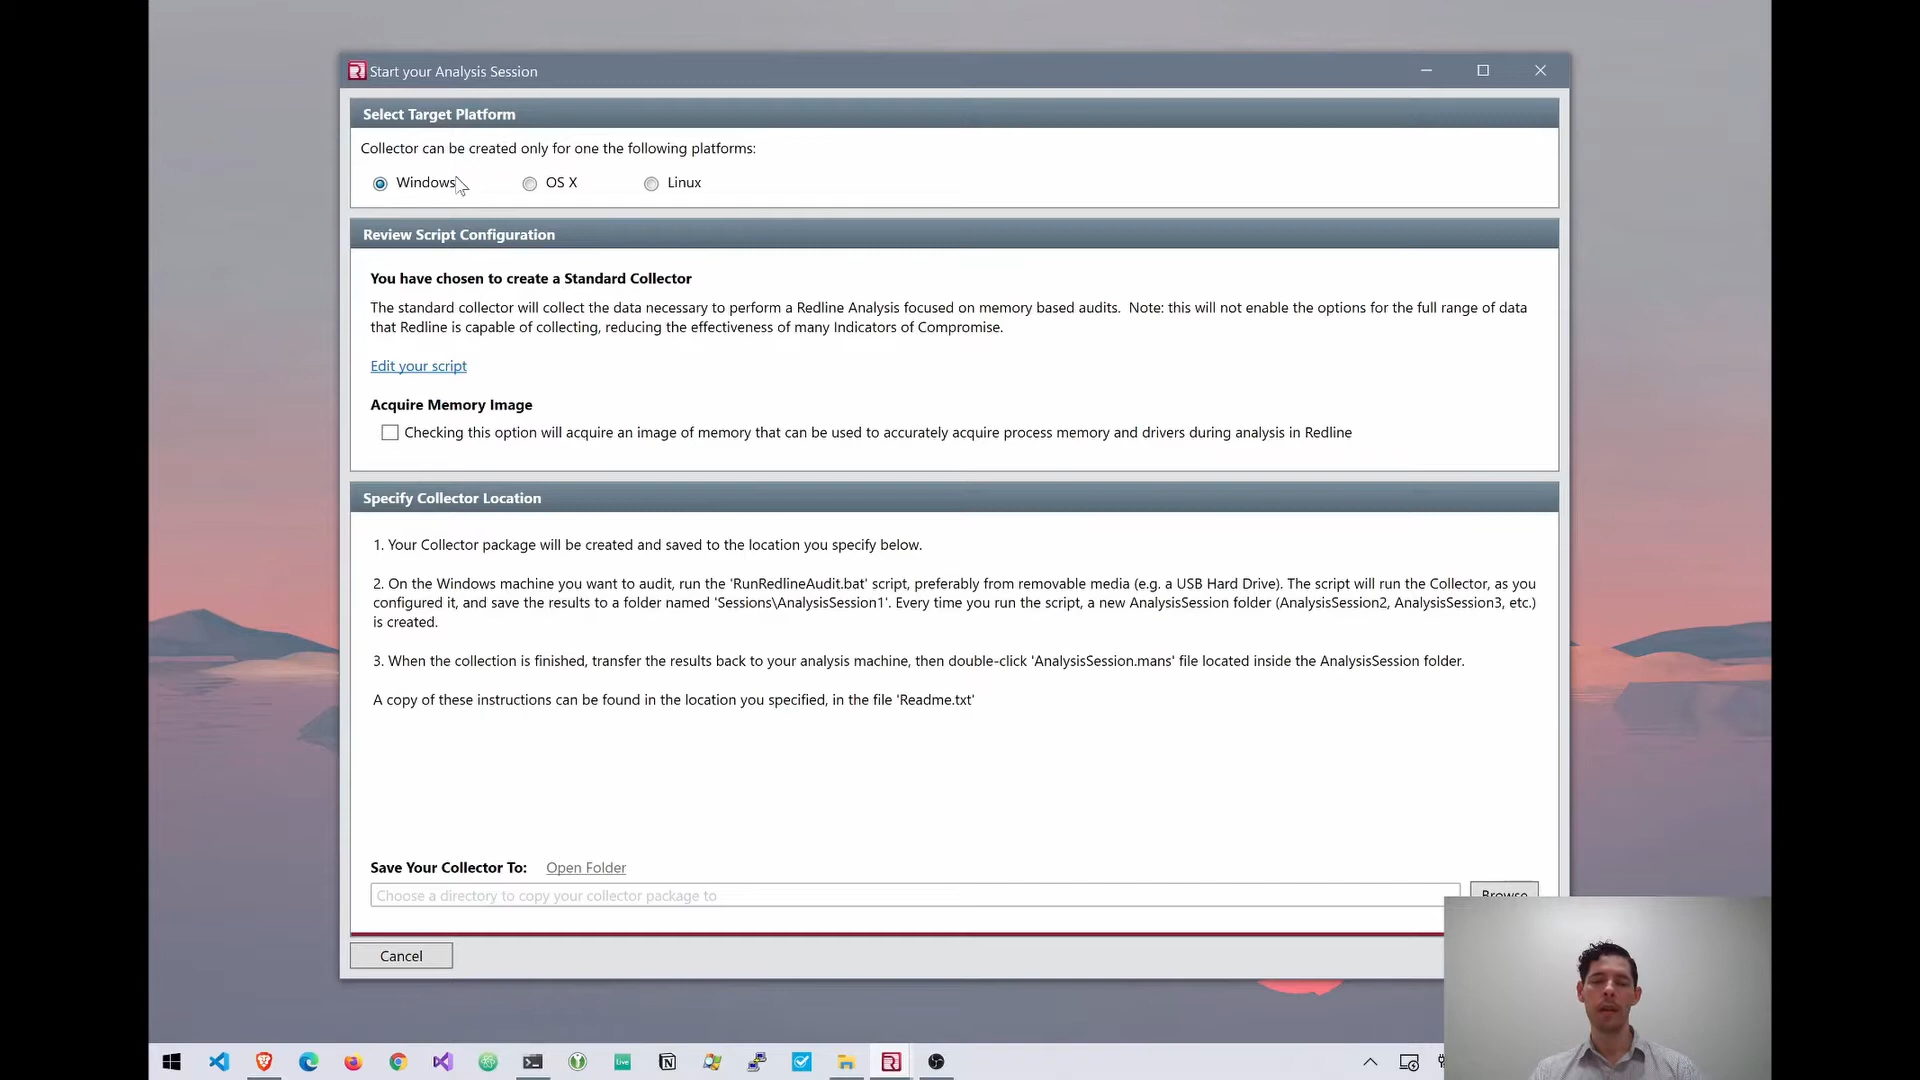 Start your Analysis Session
Select Target Platform
Collector can be created only for one the following platforms:
Windows
OS X
Linux
Review Script Configuration
You have chosen to create a Standard Collector
The standard collector will collect the data necessary to perform a Redline Analysis focused on memory based audits. Note: this will not enable the options for the full range of data
that Redline is capable of collecting, reducing the effectiveness of many Indicators of Compromise.
Edit your script
Acquire Memory Image
Checking this option will acquire an image of memory that can be used to accurately acquire process memory and drivers during analysis in Redline
Specify Collector Location
1. Your Collector package will be created and saved to the location you specify below.
2. On the Windows machine you want to audit, run the 'RunRedlineAudit.bat' script, preferably from removable media (e.g. a USB Hard Drive). The script will run the Collector, as you
configured it, and save the results to a folder named 'Sessions\AnalysisSession1'. Every time you run the script, a new AnalysisSession folder (AnalysisSession2, AnalysisSession3, etc.)
is created.
3. When the collection is finished, transfer the results back to your analysis machine, then double-click 'AnalysisSession.mans' file located inside the AnalysisSession folder.
A copy of these instructions can be found in the location you specified, in the file 'Readme.txt'
Save Your Collector To: Open Folder
Choose a directory to copy your collector package to
Browse
Cancel
Live